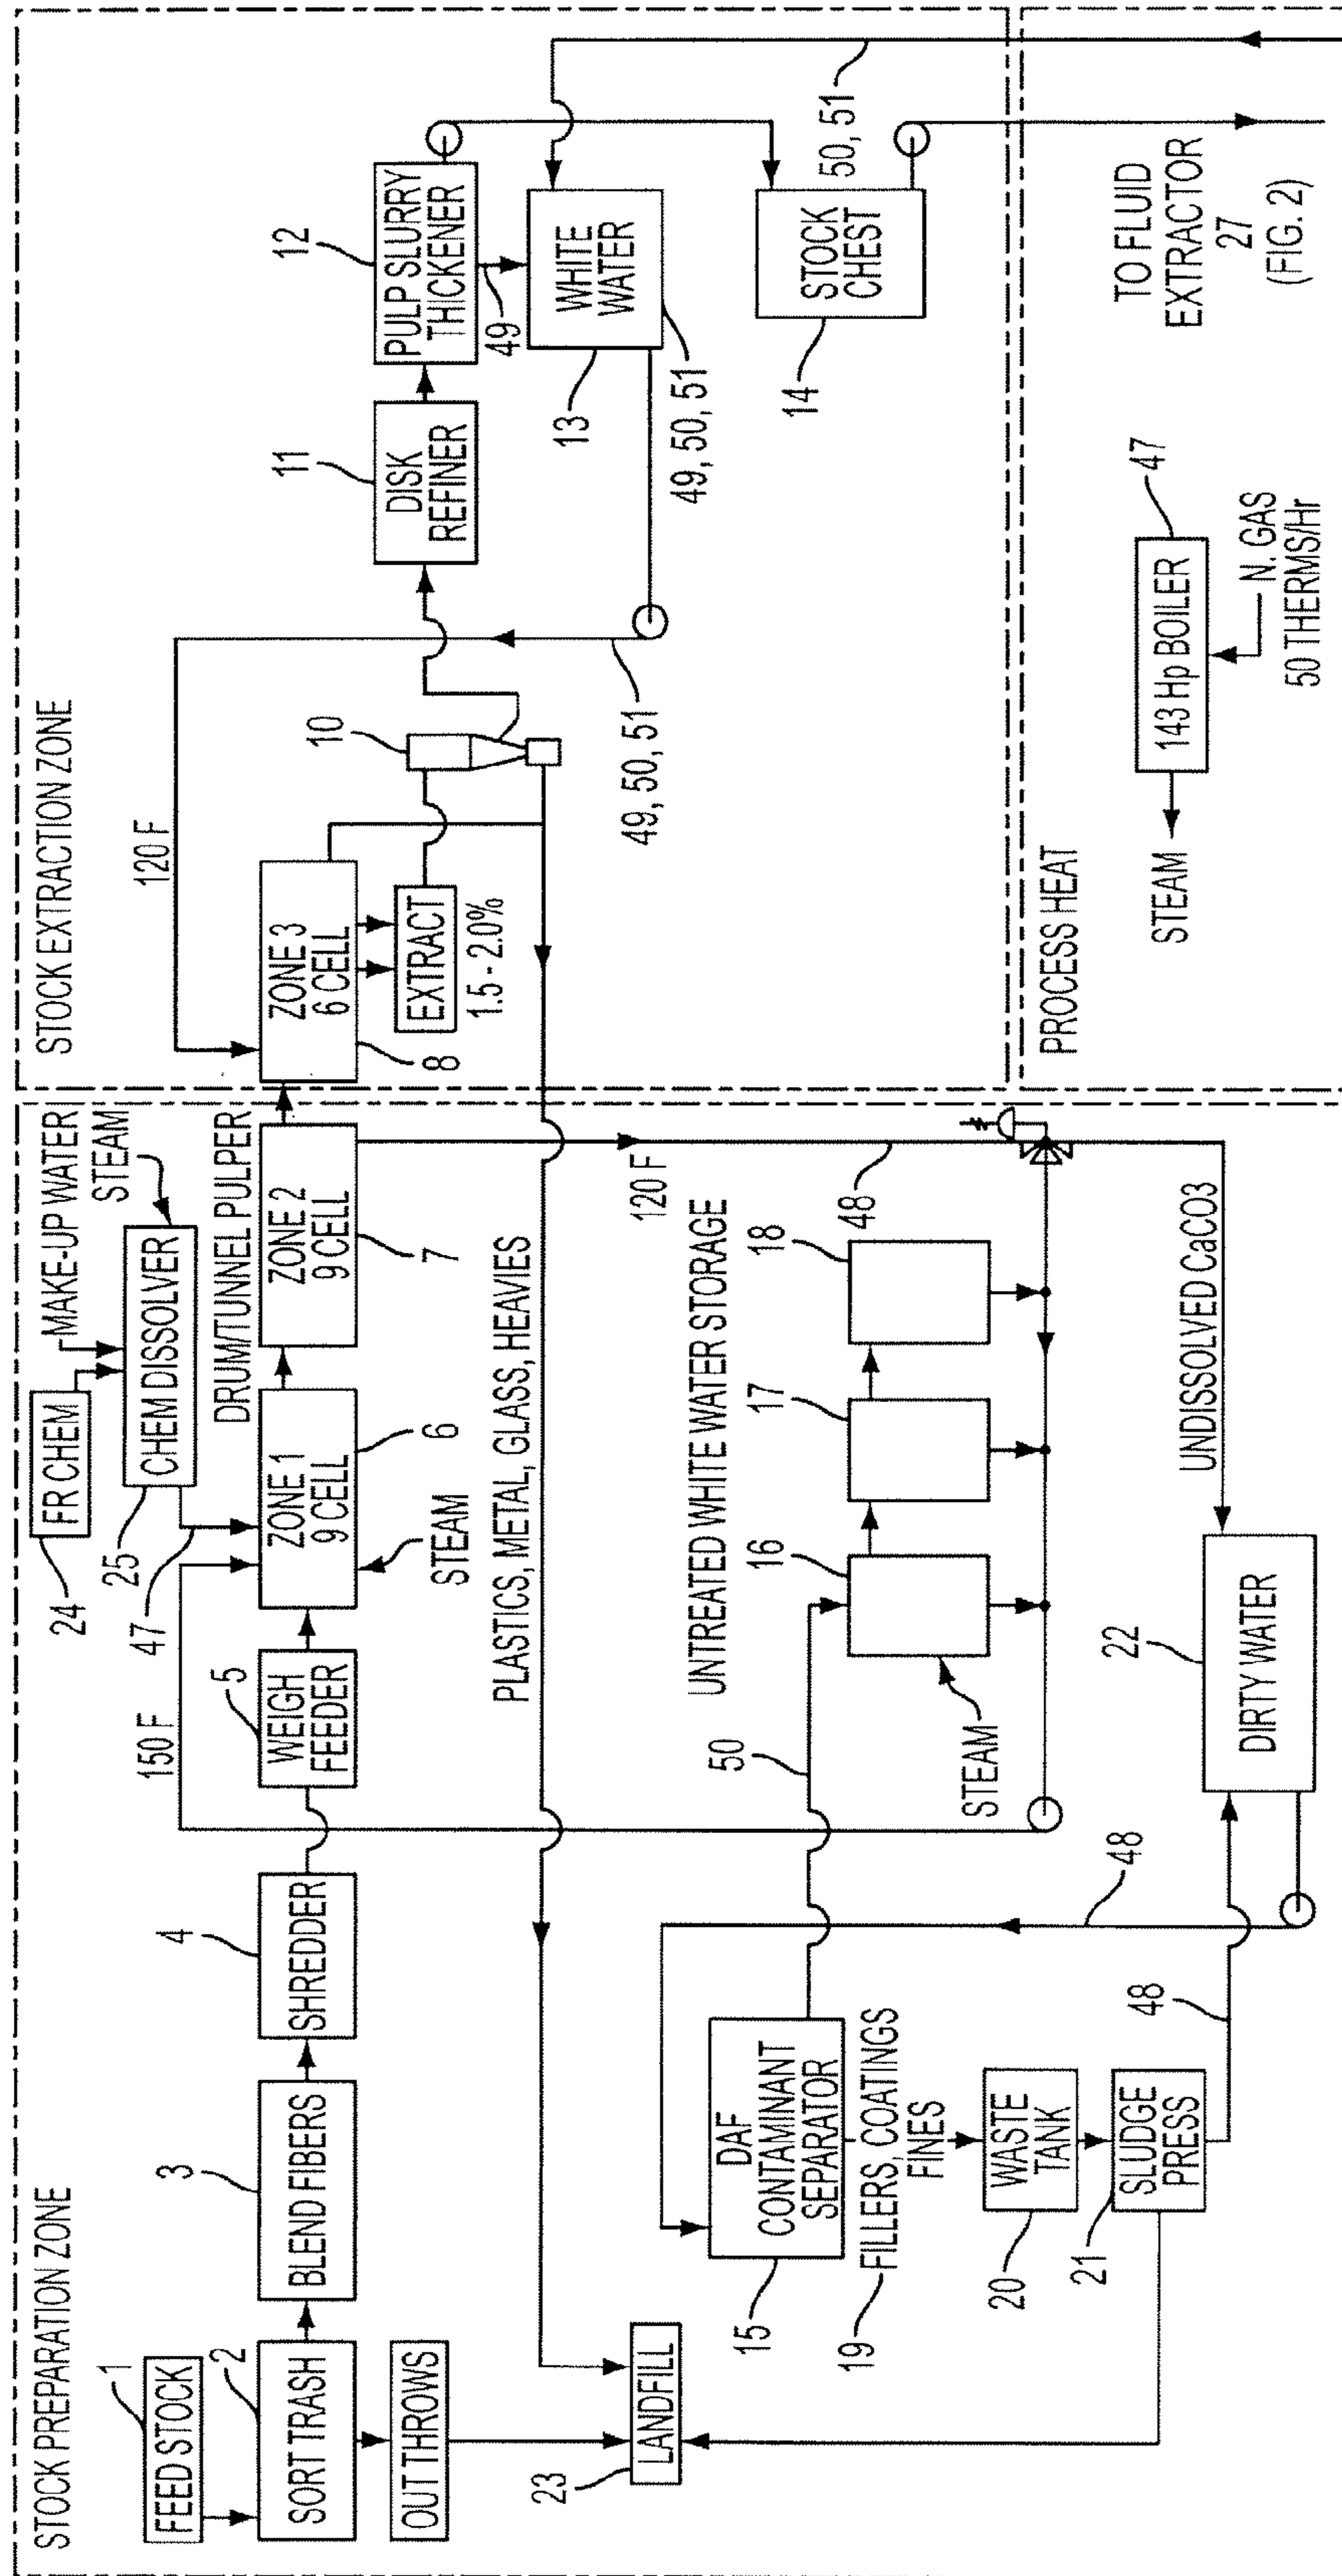 STOCK PREPARATION ZONE
1
FEED STOCK
2
SORT TRASH
OUT THROWS
3
BLEND FIBERS
4
SHREDDER
5
WEIGH
FEEDER
150 F
47
24
FR CHEM
25
MAKE-UP WATER
STEAM
CHEM DISSOLVER
DRUM/TUNNEL PULPER
ZONE 1
9 CELL
6
STEAM
ZONE 2
9 CELL
7
PLASTICS, METAL, GLASS, HEAVIES
120 F
48
23
LANDFILL
UNTREATED WHITE WATER STORAGE
16
17
18
50
STEAM
DAF
CONTAMINANT
SEPARATOR
15
19
FILLERS, COATINGS
FINES
WASTE
TANK
20
SLUDGE
PRESS
21
48
48
22
DIRTY WATER
UNDISSOLVED CaCO3
STOCK EXTRACTION ZONE
120 F
ZONE 3
6 CELL
8
EXTRACT
1.5 - 2.0%
10
11
DISK
REFINER
12
PULP SLURRY
THICKENER
49
WHITE
WATER
13
49, 50, 51
49, 50, 51
STOCK
CHEST
14
50, 51
PROCESS HEAT
STEAM
143 Hp BOILER
47
N. GAS
50 THERMS/Hr
TO FLUID
EXTRACTOR
27
(FIG. 2)